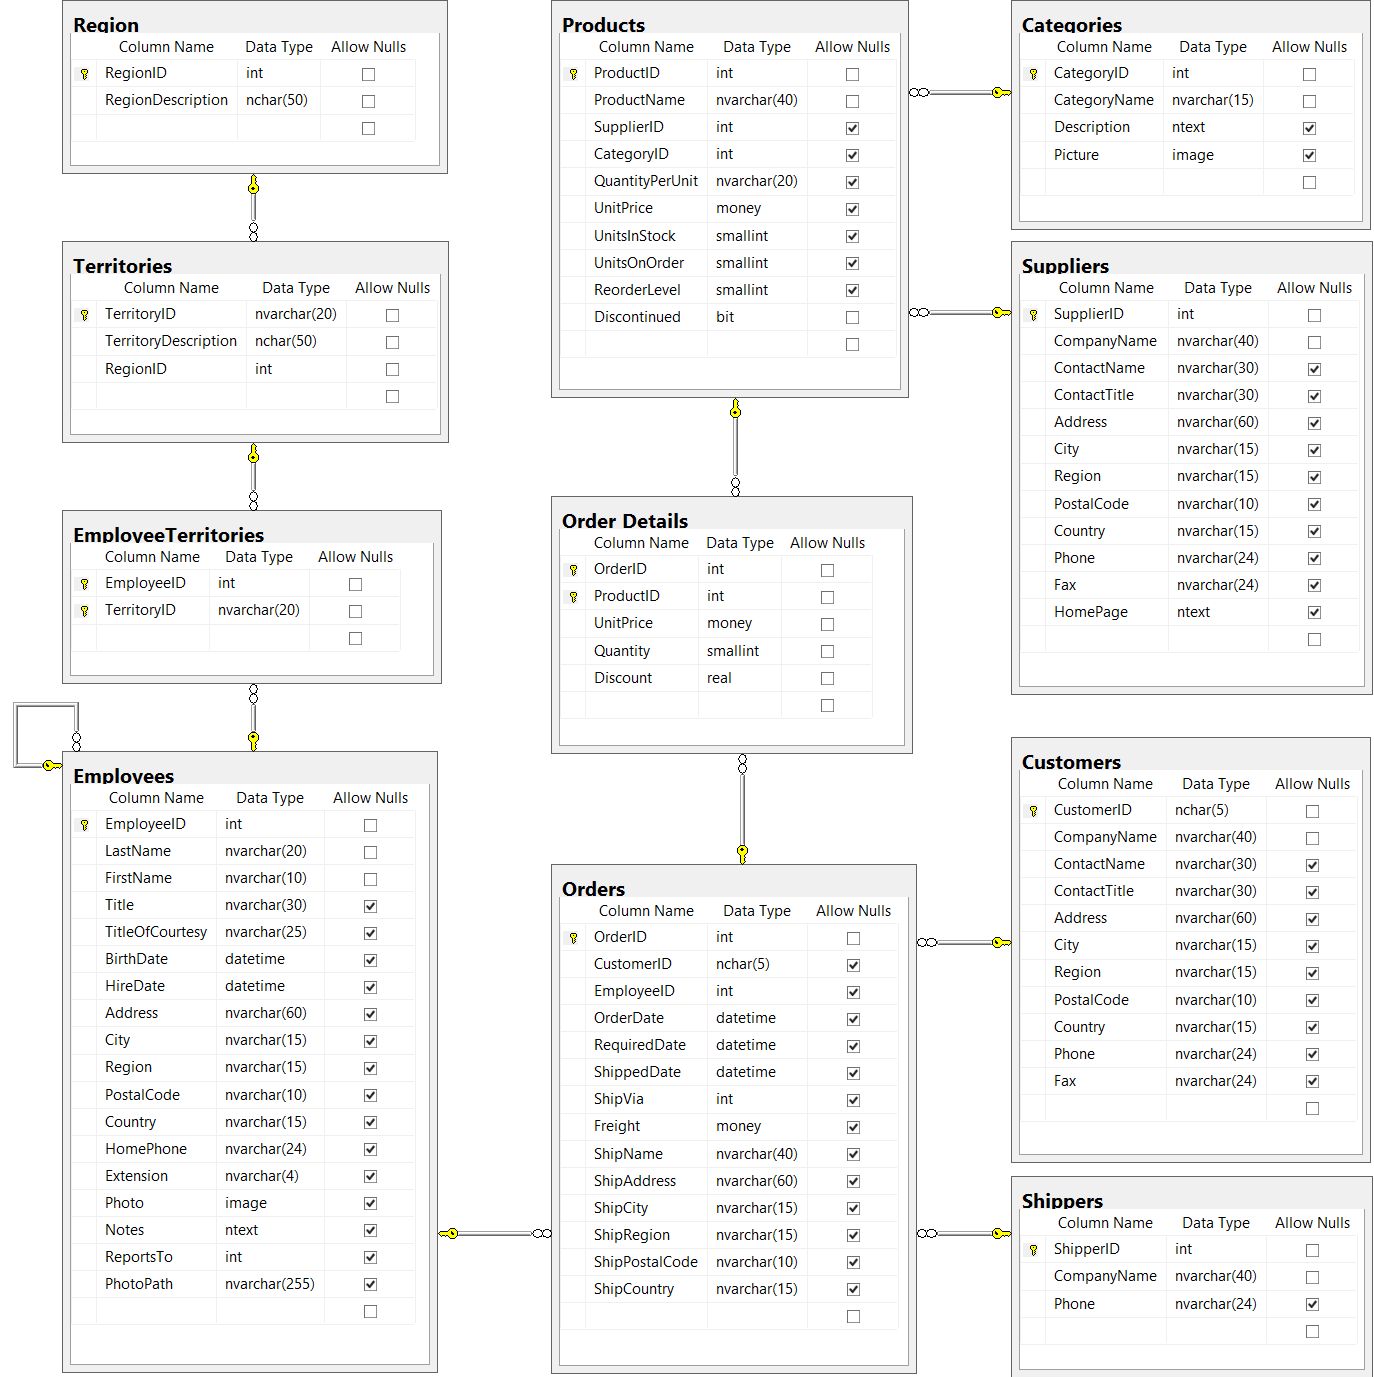 Region
Column Name Data Type Allow Nulls
RegionID int
RegionDescription nchar(50)
Territories
Column Name Data Type Allow Nulls
TerritoryID nvarchar(20)
TerritoryDescription nchar(50)
RegionID int
EmployeeTerritories
Column Name Data Type Allow Nulls
EmployeeID int
TerritoryID nvarchar(20)
Employees
Column Name Data Type Allow Nulls
EmployeeID int
LastName nvarchar(20)
FirstName nvarchar(10)
Title nvarchar(30)
TitleOfCourtesy nvarchar(25)
BirthDate datetime
HireDate datetime
Address nvarchar(60)
City nvarchar(15)
Region nvarchar(15)
PostalCode nvarchar(10)
Country nvarchar(15)
HomePhone nvarchar(24)
Extension nvarchar(4)
Photo image
Notes ntext
ReportsTo int
PhotoPath nvarchar(255)
Products
Column Name Data Type Allow Nulls
ProductID int
ProductName nvarchar(40)
SupplierID int
CategoryID int
QuantityPerUnit nvarchar(20)
UnitPrice money
UnitsInStock smallint
UnitsOnOrder smallint
ReorderLevel smallint
Discontinued bit
Order Details
Column Name Data Type Allow Nulls
OrderID int
ProductID int
UnitPrice money
Quantity smallint
Discount real
Orders
Column Name Data Type Allow Nulls
OrderID int
CustomerID nchar(5)
EmployeeID int
OrderDate datetime
RequiredDate datetime
ShippedDate datetime
ShipVia int
Freight money
ShipName nvarchar(40)
ShipAddress nvarchar(60)
ShipCity nvarchar(15)
ShipRegion nvarchar(15)
ShipPostalCode nvarchar(10)
ShipCountry nvarchar(15)
Categories
Column Name Data Type Allow Nulls
CategoryID int
CategoryName nvarchar(15)
Description ntext
Picture image
Suppliers
Column Name Data Type Allow Nulls
SupplierID int
CompanyName nvarchar(40)
ContactName nvarchar(30)
ContactTitle nvarchar(30)
Address nvarchar(60)
City nvarchar(15)
Region nvarchar(15)
PostalCode nvarchar(10)
Country nvarchar(15)
Phone nvarchar(24)
Fax nvarchar(24)
HomePage ntext
Customers
Column Name Data Type Allow Nulls
CustomerID nchar(5)
CompanyName nvarchar(40)
ContactName nvarchar(30)
ContactTitle nvarchar(30)
Address nvarchar(60)
City nvarchar(15)
Region nvarchar(15)
PostalCode nvarchar(10)
Country nvarchar(15)
Phone nvarchar(24)
Fax nvarchar(24)
Shippers
Column Name Data Type Allow Nulls
ShipperID int
CompanyName nvarchar(40)
Phone nvarchar(24)